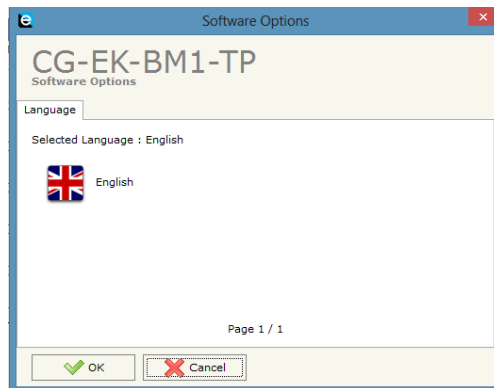 Software Options
CG-EK-BM1-TP
Software Options
Language
Selected Language : English
English
Page 1 / 1
OK
Cancel